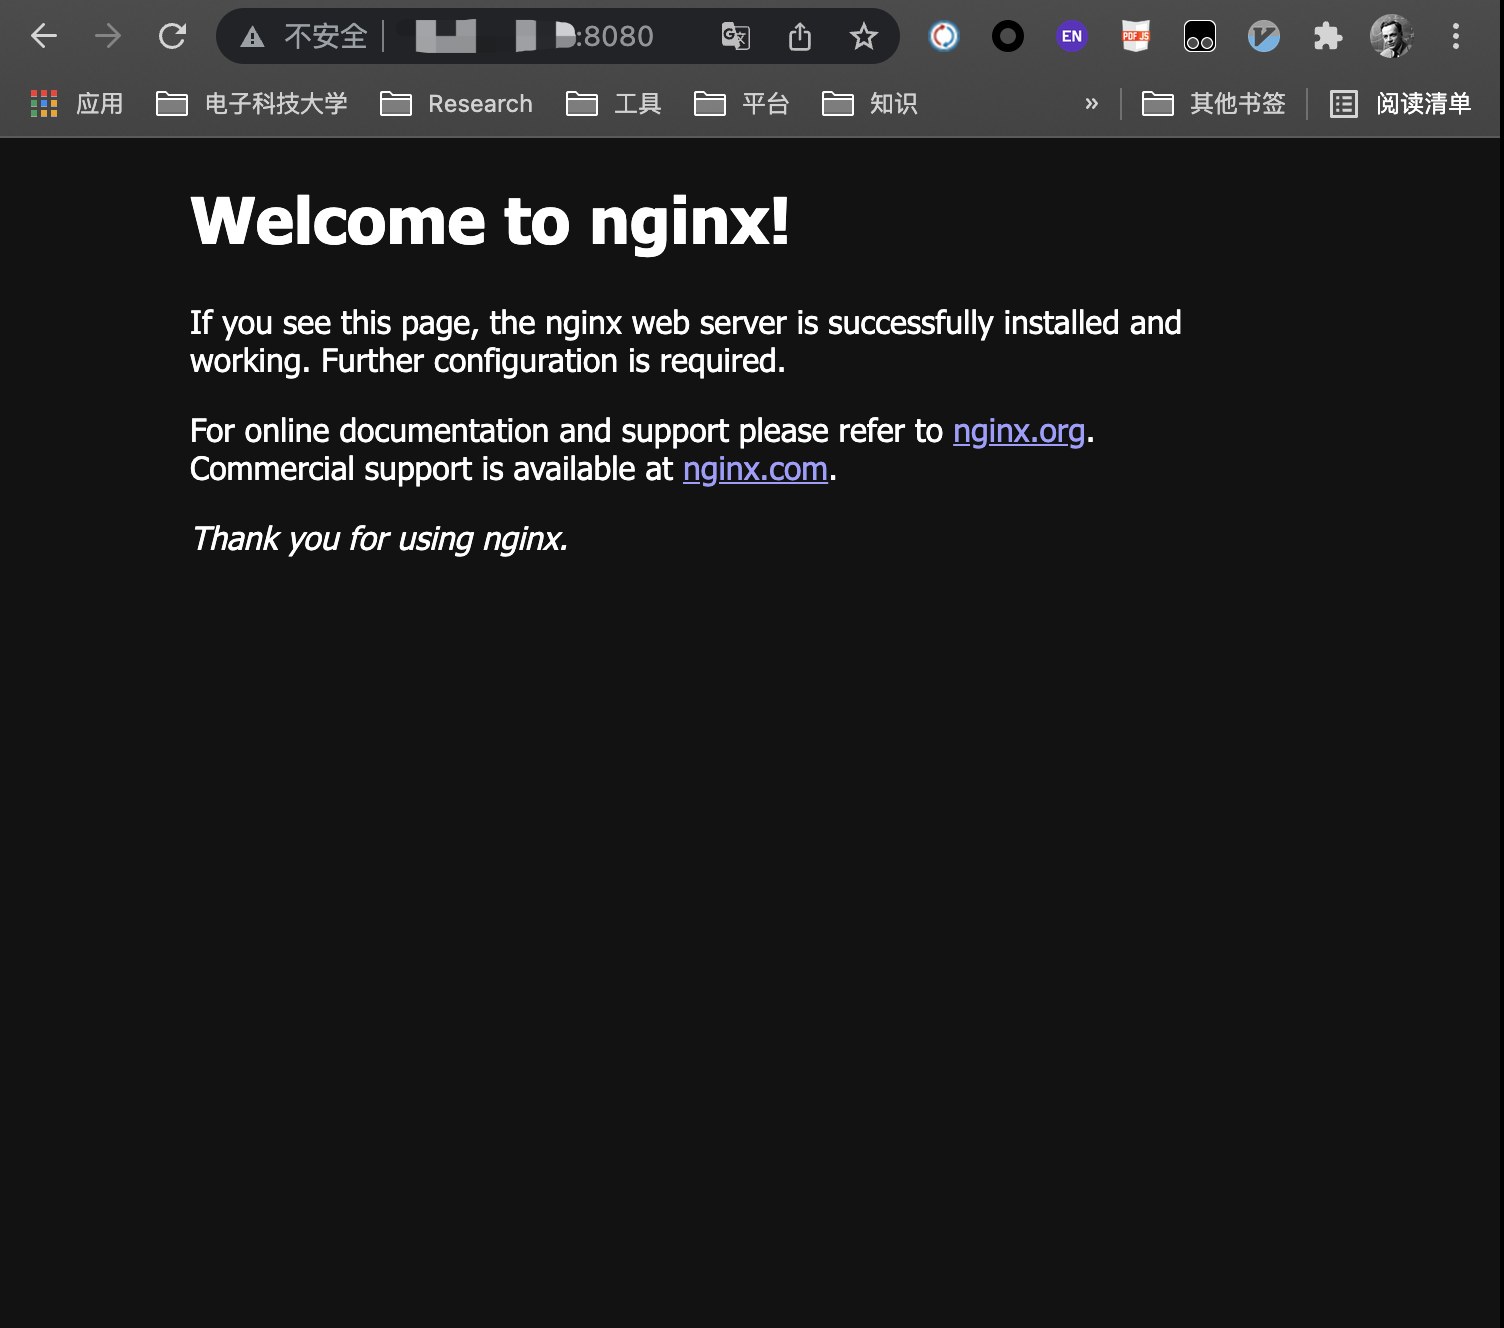 不安全 :8080
EN
PDF JS
应用 电子科技大学 Research 工具 平台 知识 » 其他书签 阅读清单
Welcome to nginx!
If you see this page, the nginx web server is successfully installed and
working. Further configuration is required.
For online documentation and support please refer to nginx.org.
Commercial support is available at nginx.com.
Thank you for using nginx.